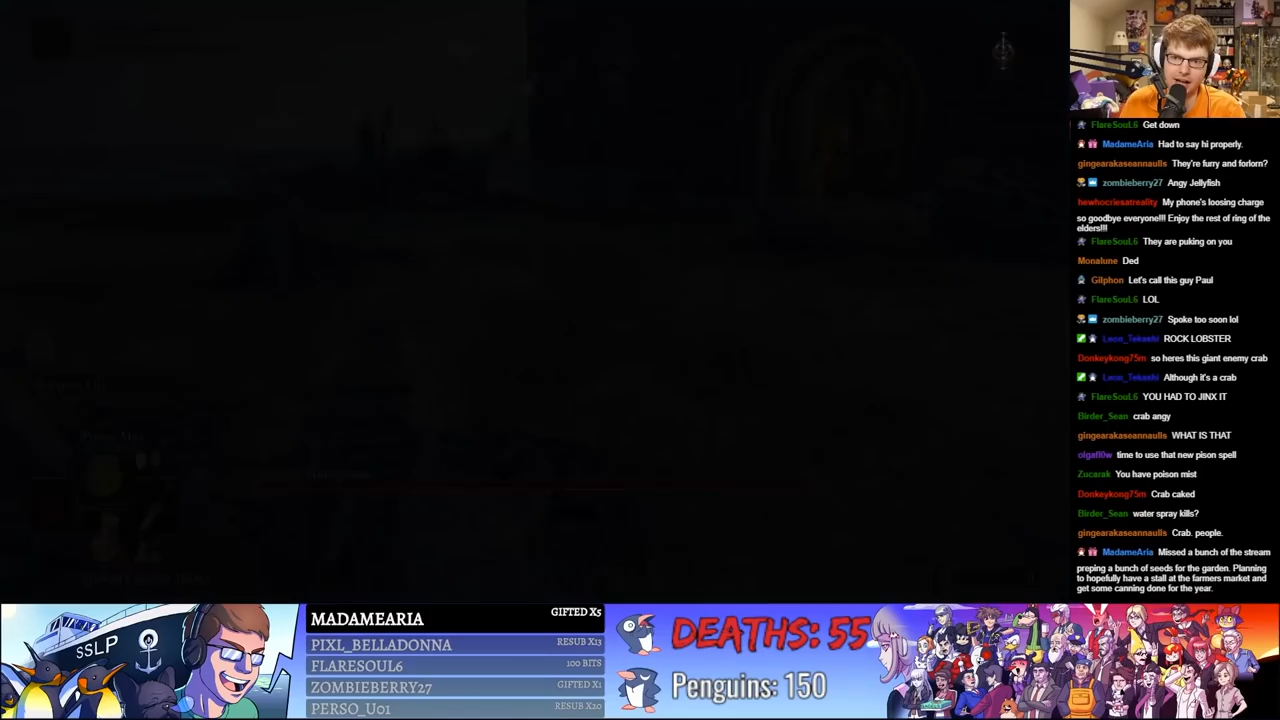 FlareSouL6 Get down
MadameAria Had to say hi properly.
gingearakaseannaulls They're furry and forlorn?
zombieberry27 Angy Jellyfish
hewhocriesatreality My phone's loosing charge
so goodbye everyone!!! Enjoy the rest of ring of the
elders!!!
FlareSouL6 They are puking on you
Monalune Ded
Gilphon Let's call this guy Paul
FlareSouL6 LOL
zombieberry27 Spoke too soon lol
Leon_Tekashi ROCK LOBSTER
Donkeykong75m so heres this giant enemy crab
Leon_Tekashi Although it's a crab
FlareSouL6 YOU HAD TO JINX IT
Birder_Sean crab angy
gingearakaseannaulls WHAT IS THAT
olgafl0w time to use that new pison spell
Zucarak You have poison mist
Donkeykong75m Crab caked
Birder_Sean water spray kills?
gingearakaseannaulls Crab. people.
MadameAria Missed a bunch of the stream
preping a bunch of seeds for the garden. Planning
to hopefully have a stall at the farmers market and
get some canning done for the year.
SSLP
MADAMEARIA GIFTED X5
PIXL_BELLADONNA RESUB X13
FLARESOUL6 100 BITS
ZOMBIEBERRY27 GIFTED X1
PERSO_U01 RESUB X20
DEATHS: 55
Penguins: 150